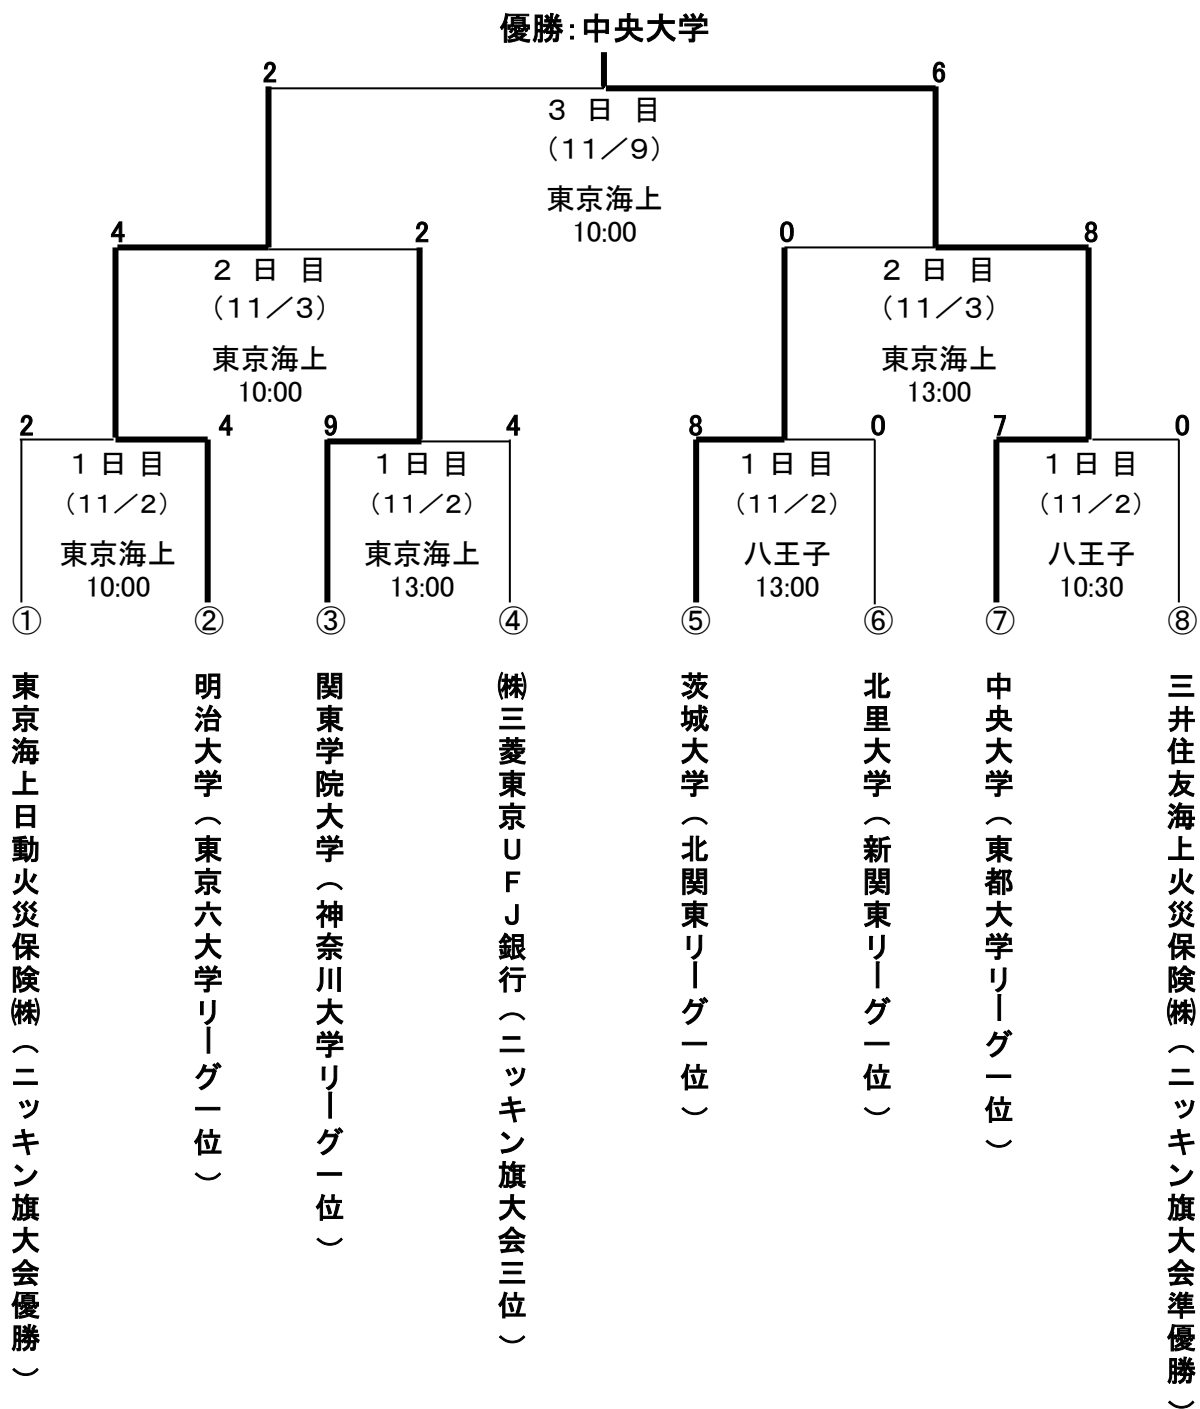 優勝：中央大学
2
6
３ 日 目
（１１／９）
東京海上
10:00
4
2
0
8
２ 日 目
（１１／３）
東京海上
10:00
２ 日 目
（１１／３）
東京海上
13:00
2
4
9
4
8
0
7
0
１ 日 目
（１１／２）
東京海上
10:00
１ 日 目
（１１／２）
東京海上
13:00
１ 日 目
（１１／２）
八王子
13:00
１ 日 目
（１１／２）
八王子
10:30
①
②
③
④
⑤
⑥
⑦
⑧
東京海上日動火災保険㈱（ニッキン旗大会優勝）
明治大学（東京六大学リーグ一位）
関東学院大学（神奈川大学リーグ一位）
㈱三菱東京ＵＦＪ銀行（ニッキン旗大会三位）
茨城大学（北関東リーグ一位）
北里大学（新関東リーグ一位）
中央大学（東都大学リーグ一位）
三井住友海上火災保険㈱（ニッキン旗大会準優勝）